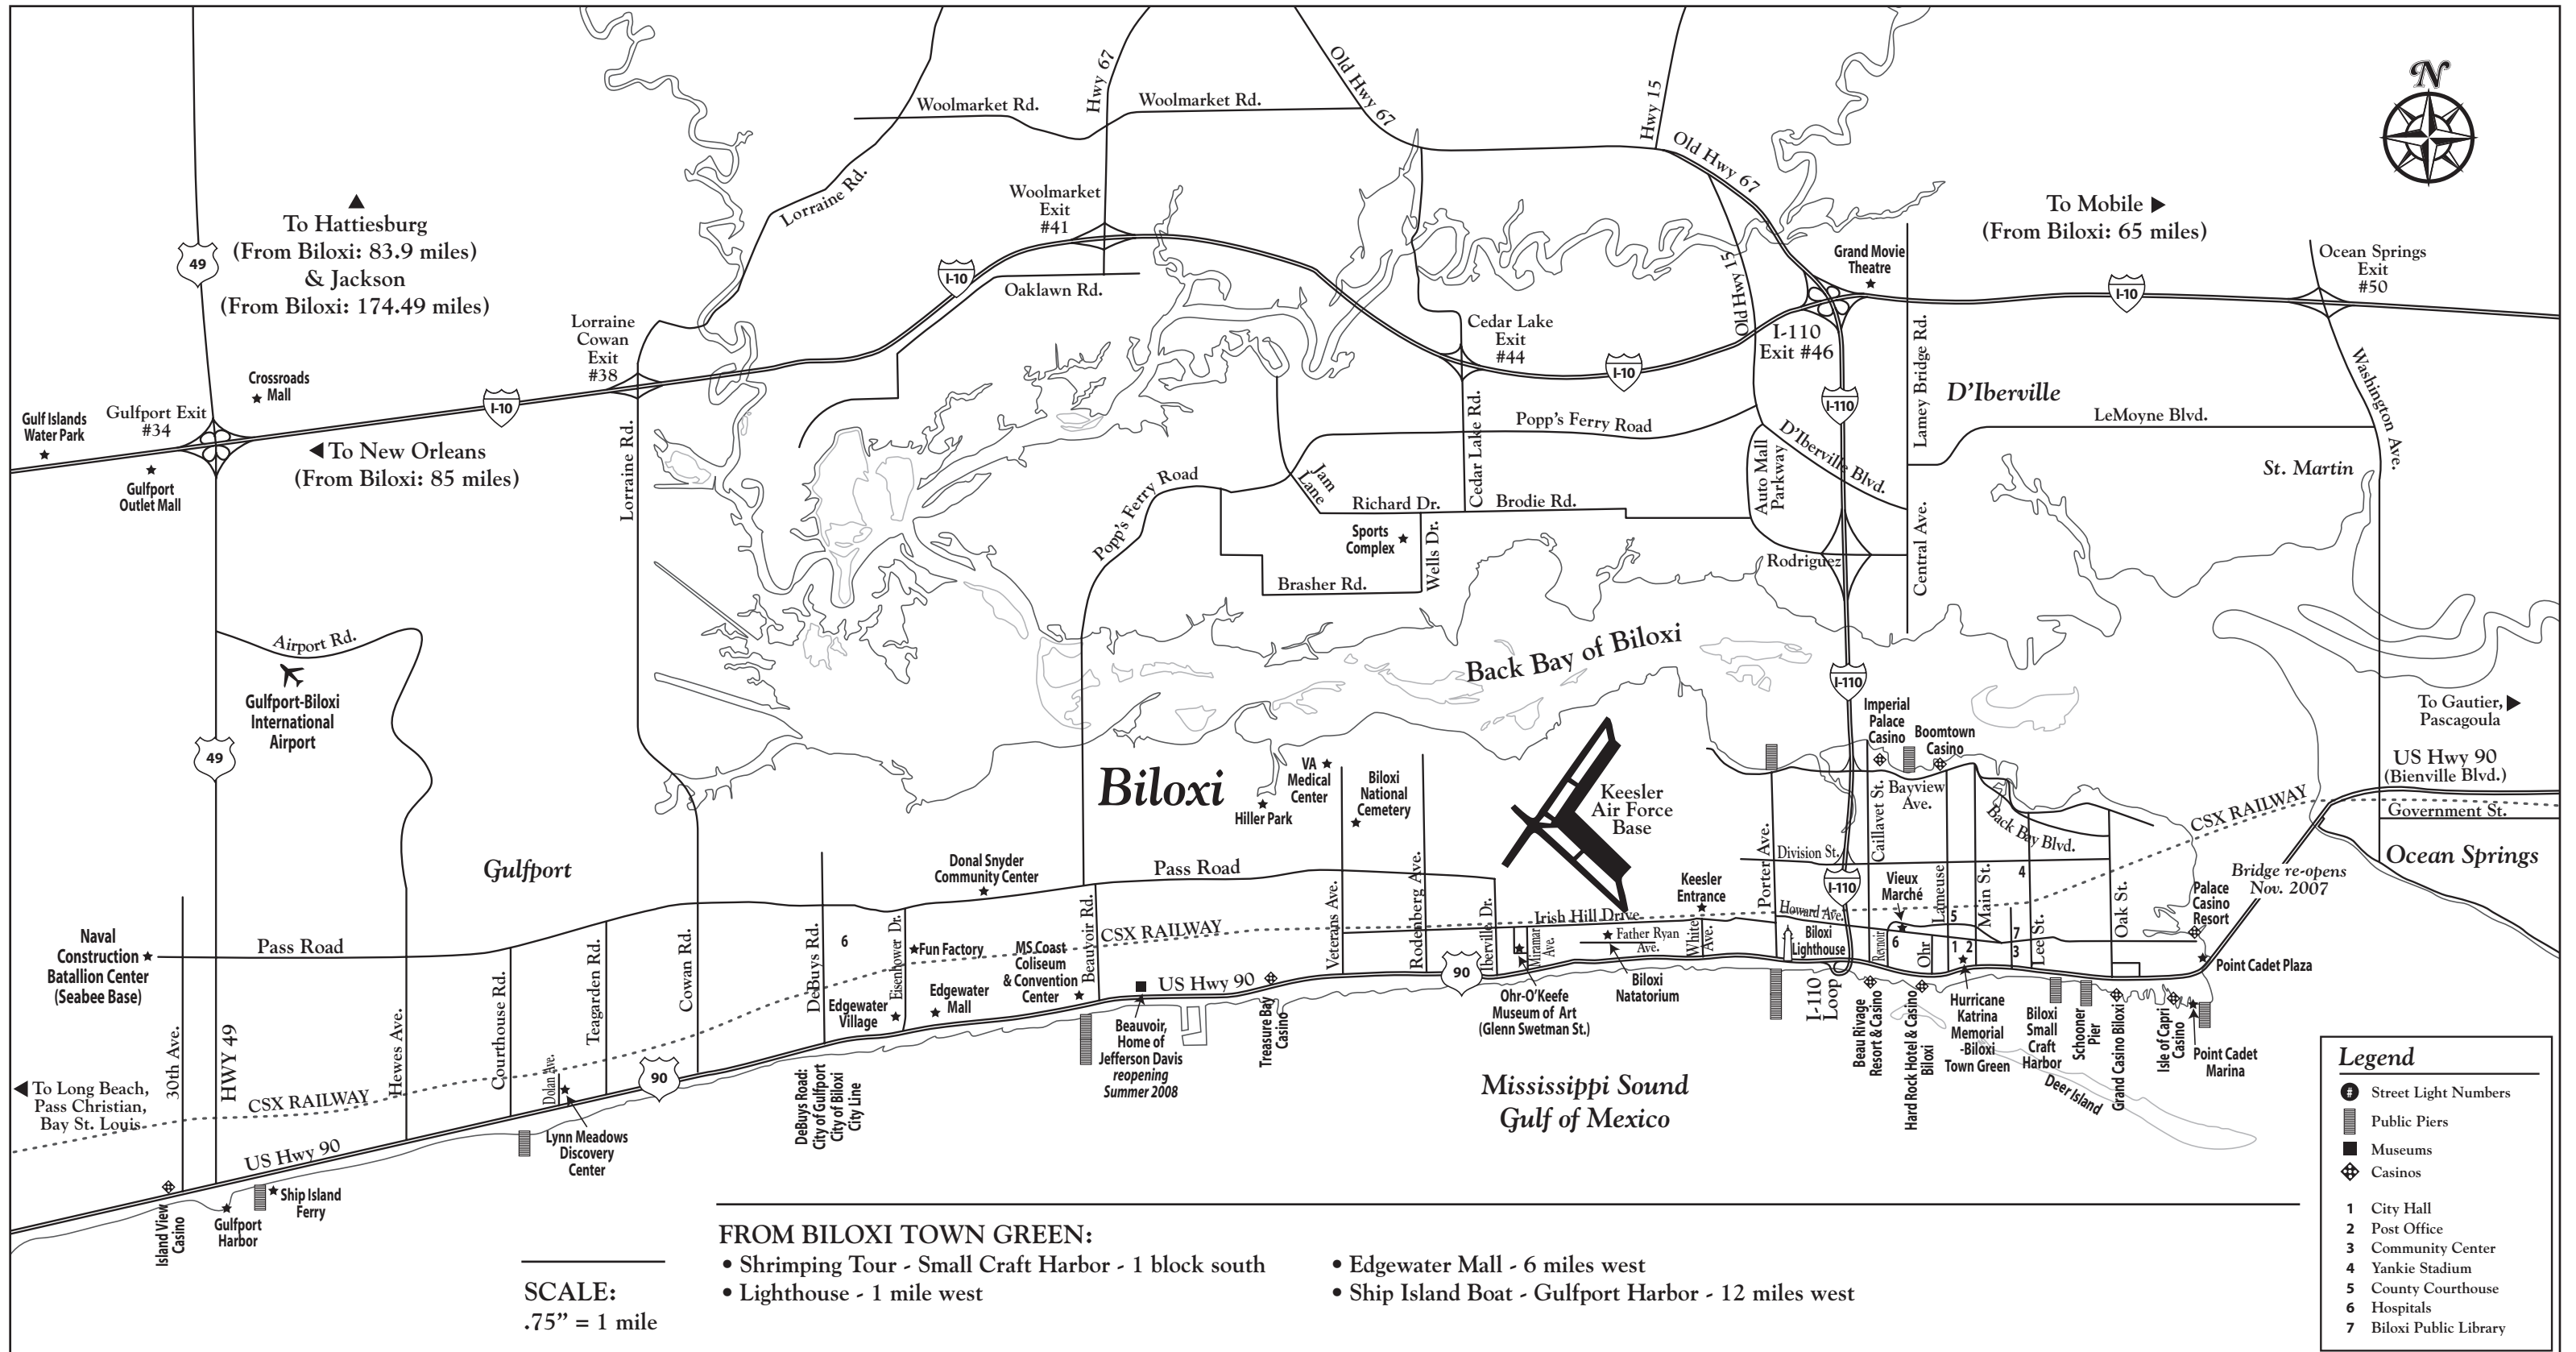 N
Hwy 67
Old Hwy 67
Hwy 15
Woolmarket Rd.
Woolmarket Rd.
Old Hwy 67
Lorraine Rd.
Woolmarket
Exit
#41
To Hattiesburg
(From Biloxi: 83.9 miles)
& Jackson
(From Biloxi: 174.49 miles)
To Mobile
(From Biloxi: 65 miles)
49
I-10
Oaklawn Rd.
Old Hwy 15
Grand Movie
Theatre
Ocean Springs
Exit
#50
I-10
Lorraine
Cowan
Exit
#38
Cedar Lake
Exit
#44
I-10
I-110
Exit #46
Lamey Bridge Rd.
Washington Ave.
Crossroads
Mall
Gulf Islands
Water Park
Gulfport Exit
#34
I-10
I-110
D'Iberville
LeMoyne Blvd.
To New Orleans
(From Biloxi: 85 miles)
Gulfport
Outlet Mall
Lorraine Rd.
Popp's Ferry Road
Popp's Ferry Road
Jam
Lane
Cedar Lake Rd.
Richard Dr.
Brodie Rd.
Auto Mall
Parkway
D'Iberville Blvd.
St. Martin
Sports
Complex
Wells Dr.
Brasher Rd.
Rodriguez
Central Ave.
Airport Rd.
Gulfport-Biloxi
International
Airport
49
Back Bay of Biloxi
I-110
To Gautier,
Pascagoula
US Hwy 90
(Bienville Blvd.)
Government St.
Ocean Springs
Biloxi
VA
Medical
Center
Hiller Park
Biloxi
National
Cemetery
Keesler
Air Force
Base
Imperial
Palace
Casino
Boomtown
Casino
Bayview
Ave.
Caillavet St.
Back Bay Blvd.
CSX RAILWAY
Bridge re-opens
Nov. 2007
Gulfport
Donal Snyder
Community Center
Pass Road
Porter Ave.
Division St.
I-110
Vieux
Marché
Lameuse
Main St.
4
Keesler
Entrance
Palace
Casino
Resort
Naval
Construction
Batallion Center
(Seabee Base)
Pass Road
Courthouse Rd.
Teagarden Rd.
Cowan Rd.
DeBuys Rd.
6
Eisenhower Dr.
Fun Factory
MS Coast
Coliseum
& Convention
Center
Beauvoir Rd.
CSX RAILWAY
Veterans Ave.
Rodenberg Ave.
Iberville Dr.
Irish Hill Drive
Miramar
Ave.
Father Ryan
Ave.
White
Ave.
Howard Ave.
Biloxi
Lighthouse
Renoir
6
Ohr
5
1
2
7
3
Lee St.
Oak St.
Point Cadet Plaza
Edgewater
Village
Edgewater
Mall
US Hwy 90
90
Ohr-O'Keefe
Museum of Art
(Glenn Swetman St.)
Biloxi
Natatorium
I-110
Loop
Beau Rivage
Resort & Casino
Hard Rock Hotel & Casino
Biloxi
Hurricane
Katrina
Memorial
-Biloxi
Town Green
Biloxi
Small
Craft
Harbor
Schooner
Pier
Grand Casino Biloxi
Isle of Capri
Casino
Point Cadet
Marina
Deer Island
Beauvoir,
Home of
Jefferson Davis
reopening
Summer 2008
Treasure Bay
Casino
Mississippi Sound
Gulf of Mexico
To Long Beach,
Pass Christian,
Bay St. Louis
30th Ave.
HWY 49
CSX RAILWAY
Hewes Ave.
Dolan Ave.
90
US Hwy 90
Lynn Meadows
Discovery
Center
DeBuys Road:
City of Gulfport
City of Biloxi
City Line
Island View
Casino
Gulfport
Harbor
Ship Island
Ferry
SCALE:
.75" = 1 mile
FROM BILOXI TOWN GREEN:
• Shrimping Tour - Small Craft Harbor - 1 block south
• Lighthouse - 1 mile west
• Edgewater Mall - 6 miles west
• Ship Island Boat - Gulfport Harbor - 12 miles west
Legend
# Street Light Numbers
Public Piers
Museums
Casinos
1 City Hall
2 Post Office
3 Community Center
4 Yankie Stadium
5 County Courthouse
6 Hospitals
7 Biloxi Public Library